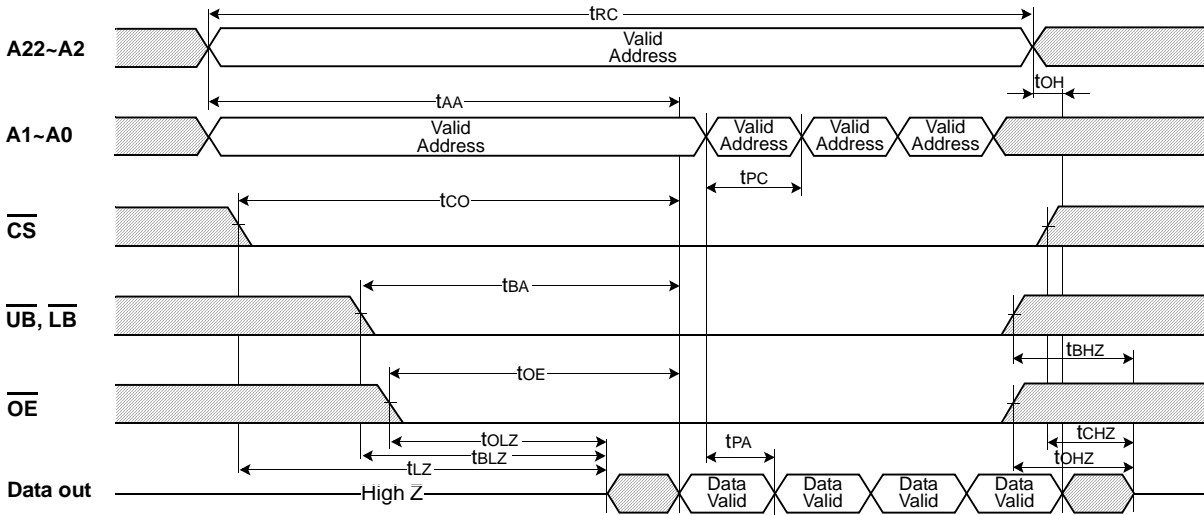 tRC
A22~A2
Valid
Address
tOH
tAA
A1~A0
Valid
Address
Valid
Address
Valid
Address
Valid
Address
tPC
tCO
CS
tBA
UB, LB
tBHZ
tOE
OE
tOLZ
tPA
tCHZ
tBLZ
tOHZ
tLZ
Data out
High Z
Data
Valid
Data
Valid
Data
Valid
Data
Valid